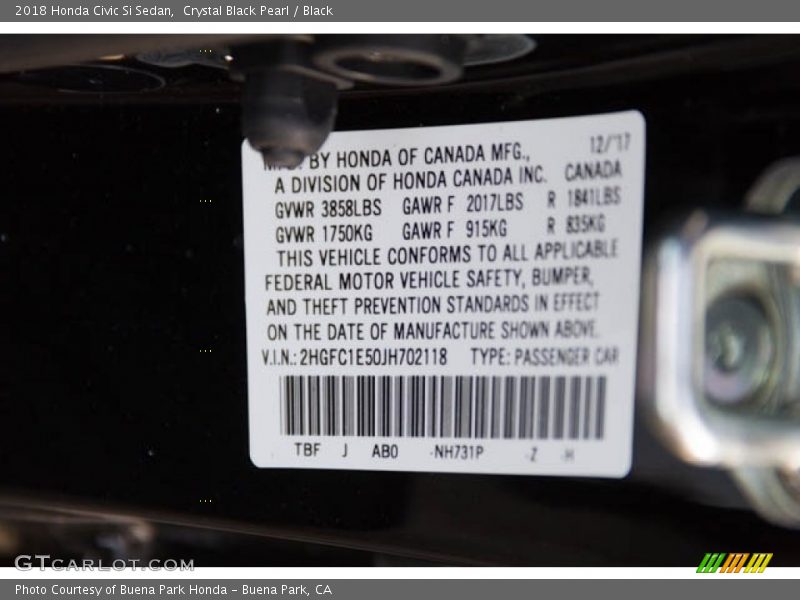 2018 Honda Civic Si Sedan, Crystal Black Pearl / Black
12/'17
BY HONDA OF CANADA MFG.,
A DIVISION OF HONDA CANADA INC. CANADA
GVWR 3858LBS GAWR F 2017LBS R 1841LBS
GVWR 1750KG GAWR F 915KG R 835KG
THIS VEHICLE CONFORMS TO ALL APPLICABLE
FEDERAL MOTOR VEHICLE SAFETY, BUMPER,
AND THEFT PREVENTION STANDARDS IN EFFECT
ON THE DATE OF MANUFACTURE SHOWN ABOVE.
V.I.N.: 2HGFC1E50JH702118 TYPE: PASSENGER CAR
TBF J AB0 -NH731P -Z -H
GTCARLOT.COM
Photo Courtesy of Buena Park Honda - Buena Park, CA